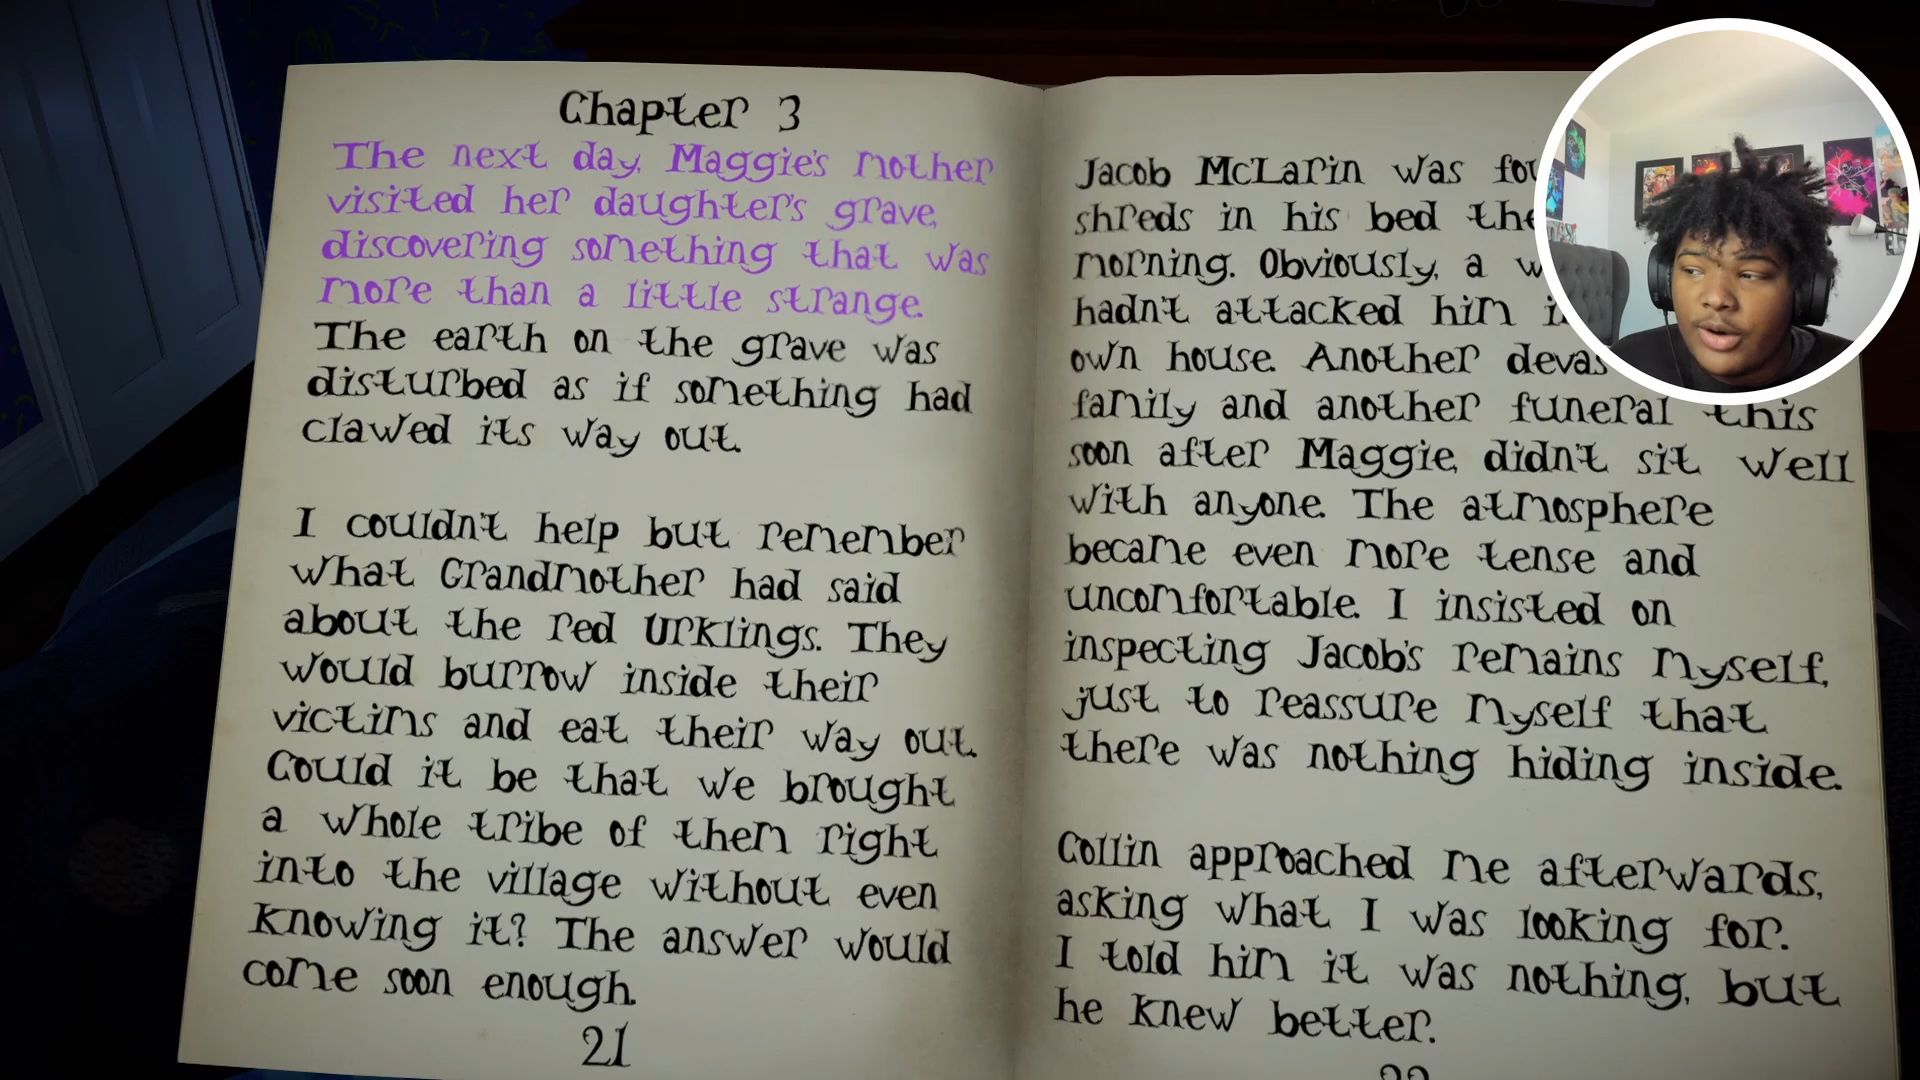 Chapter 3
The next day, Maggie's mother
visited her daughter's grave,
discovering something that was
more than a little strange.
The earth on the grave was
disturbed as if something had
clawed its way out.
I couldn't help but remember
what Grandmother had said
about the red Urklings. They
would burrow inside their
victims and eat their way out.
Could it be that we brought
a whole tribe of them right
into the village without even
knowing it? The answer would
come soon enough.
21
Jacob McLarin was
shreds in his bed
morning. Obviously, a
hadn't attacked him
own house. Another
family and another funeral this
soon after Maggie, didn't sit well
with anyone. The atmosphere
became even more tense and
uncomfortable. I insisted on
inspecting Jacob's remains myself,
just to reassure myself that
there was nothing hiding inside.
Collin approached me afterwards,
asking what I was looking for.
I told him it was nothing, but
he knew better.